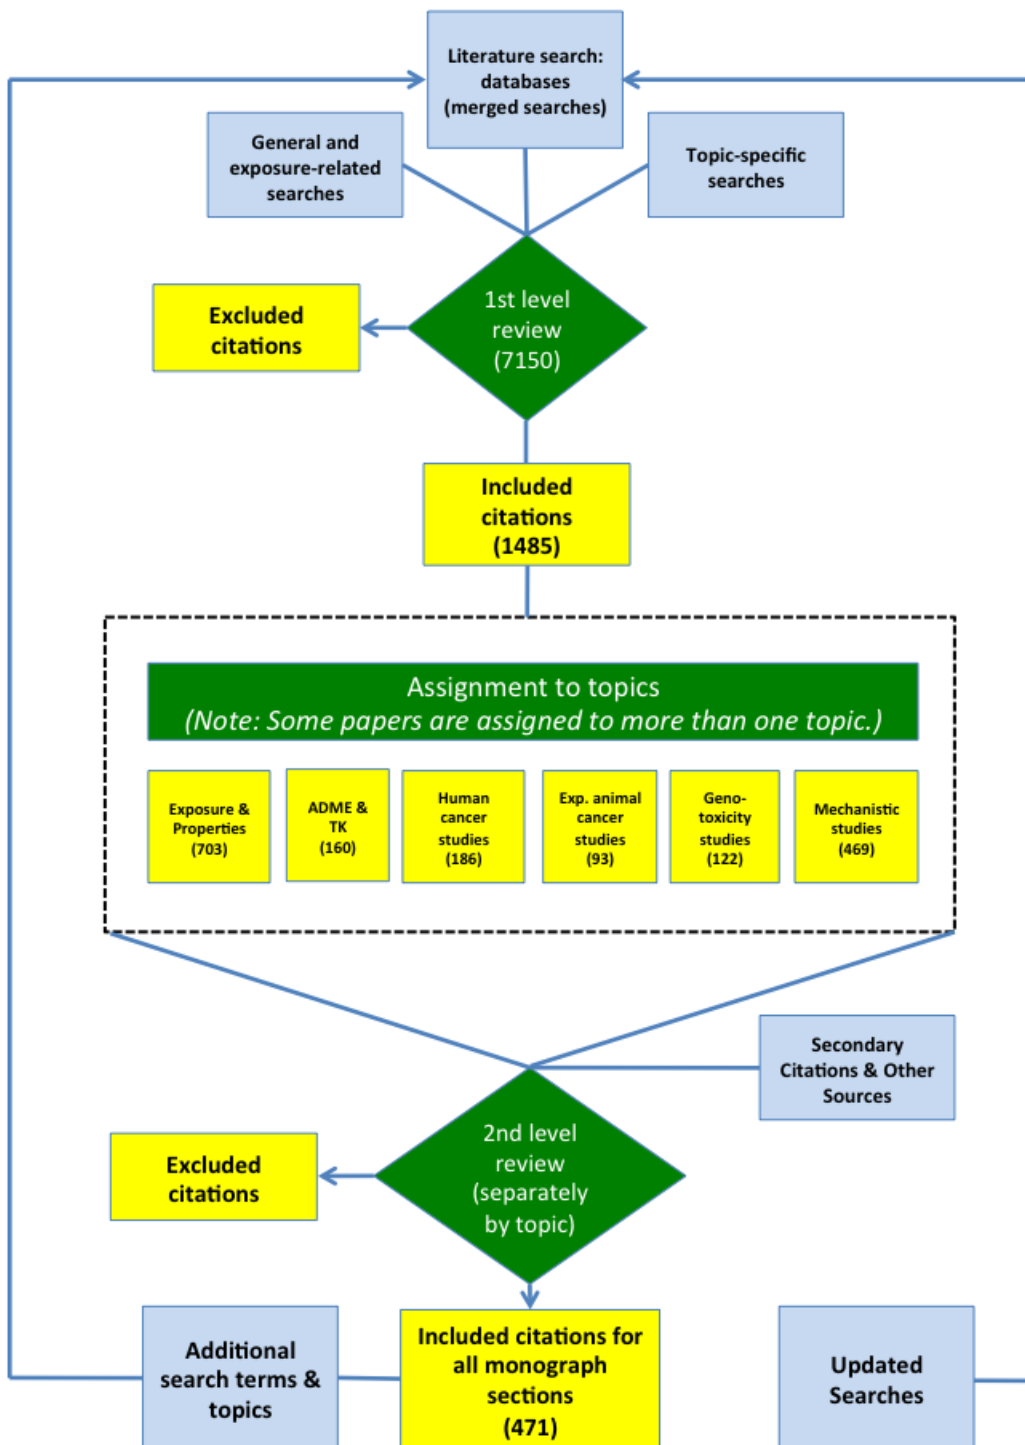 Literature search:
databases
(merged searches)
General and
exposure-related
searches
Topic-specific
searches
1st level
review
(7150)
Excluded
citations
Included
citations
(1485)
Assignment to topics
(Note: Some papers are assigned to more than one topic.)
Exposure &
Properties
(703)
ADME &
TK
(160)
Human
cancer
studies
(186)
Exp. animal
cancer
studies
(93)
Geno-
toxicity
studies
(122)
Mechanistic
studies
(469)
Secondary
Citations & Other
Sources
2nd level
review
(separately
by topic)
Excluded
citations
Additional
search terms &
topics
Included citations for
all monograph
sections
(471)
Updated
Searches